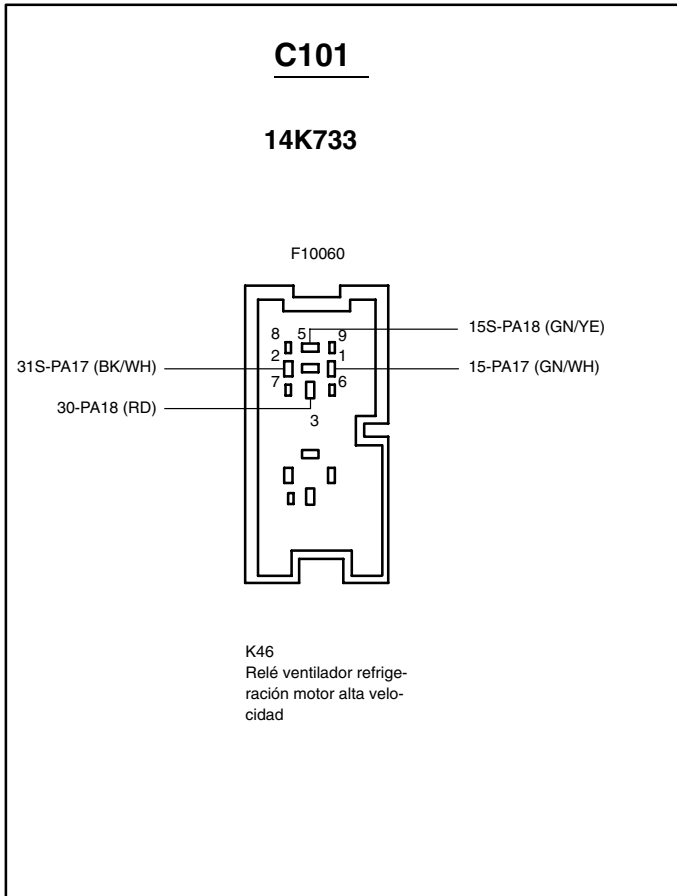 C101
14K733
F10060
8 5 9
15S-PA18 (GN/YE)
2 1
31S-PA17 (BK/WH)
15-PA17 (GN/WH)
7 6
30-PA18 (RD)
3
K46
Relé ventilador refrige-
ración motor alta velo-
cidad